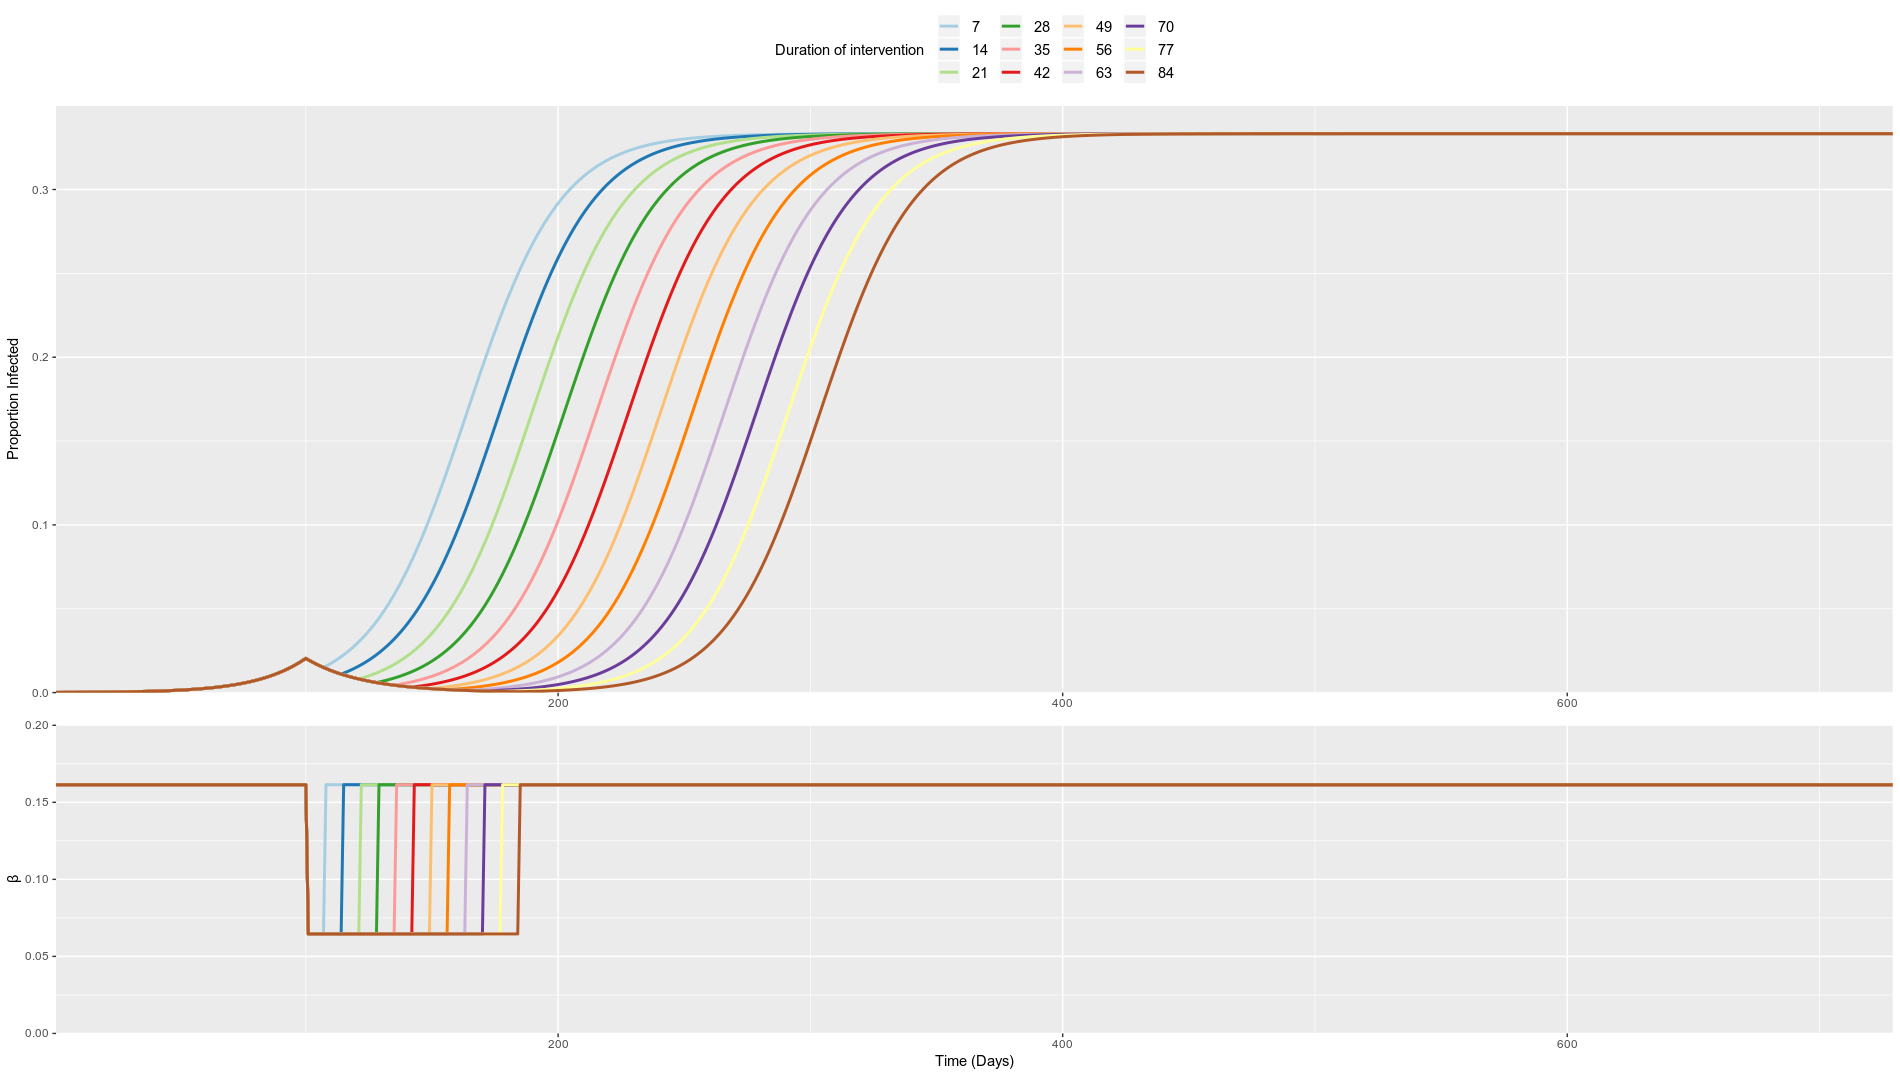 7 28 49 70
Duration of intervention 14 35 56 77
21 42 63 84
Proportion Infected
0.3
0.2
0.1
0.0
200 400 600
β
0.20
0.15
0.10
0.05
0.00
200 400 600
Time (Days)